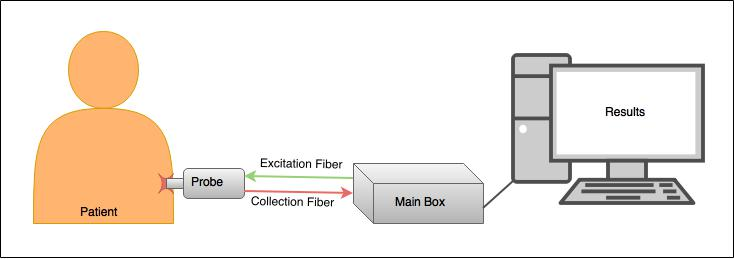 Results
Excitation Fiber
Probe
Collection Fiber
Main Box
Patient